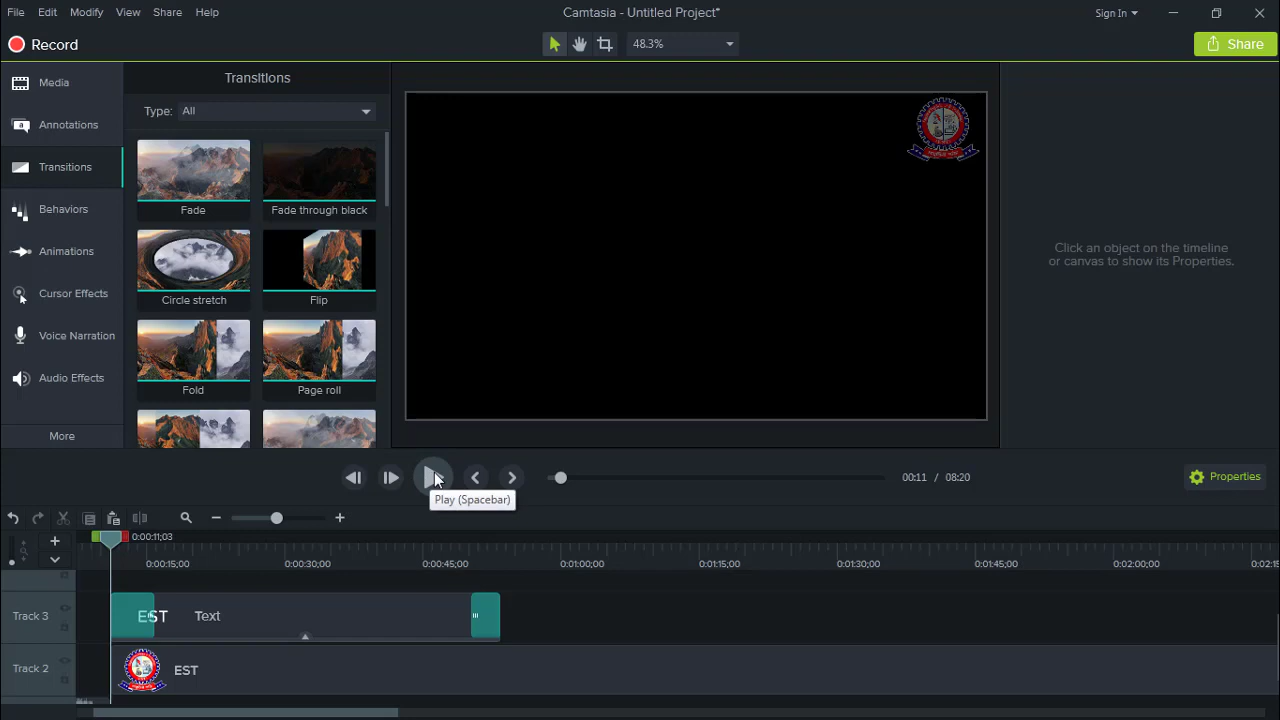 File Edit Modify View Share Help
Camtasia - Untitled Project*
Sign In
Record
48.3%
Share
Media
Annotations
Transitions
Behaviors
Animations
Cursor Effects
Voice Narration
Audio Effects
More
Transitions
Type: All
Fade
Fade through black
Circle stretch
Flip
Fold
Page roll
Click an object on the timeline
or canvas to show its Properties.
00:11 / 08:20
Properties
Play (Spacebar)
0:00:11;03
0:00:15;00 0:00:30;00 0:00:45;00 0:01:00;00 0:01:15;00 0:01:30;00 0:01:45;00 0:02:00;00
Track 3
EST Text
Track 2
EST